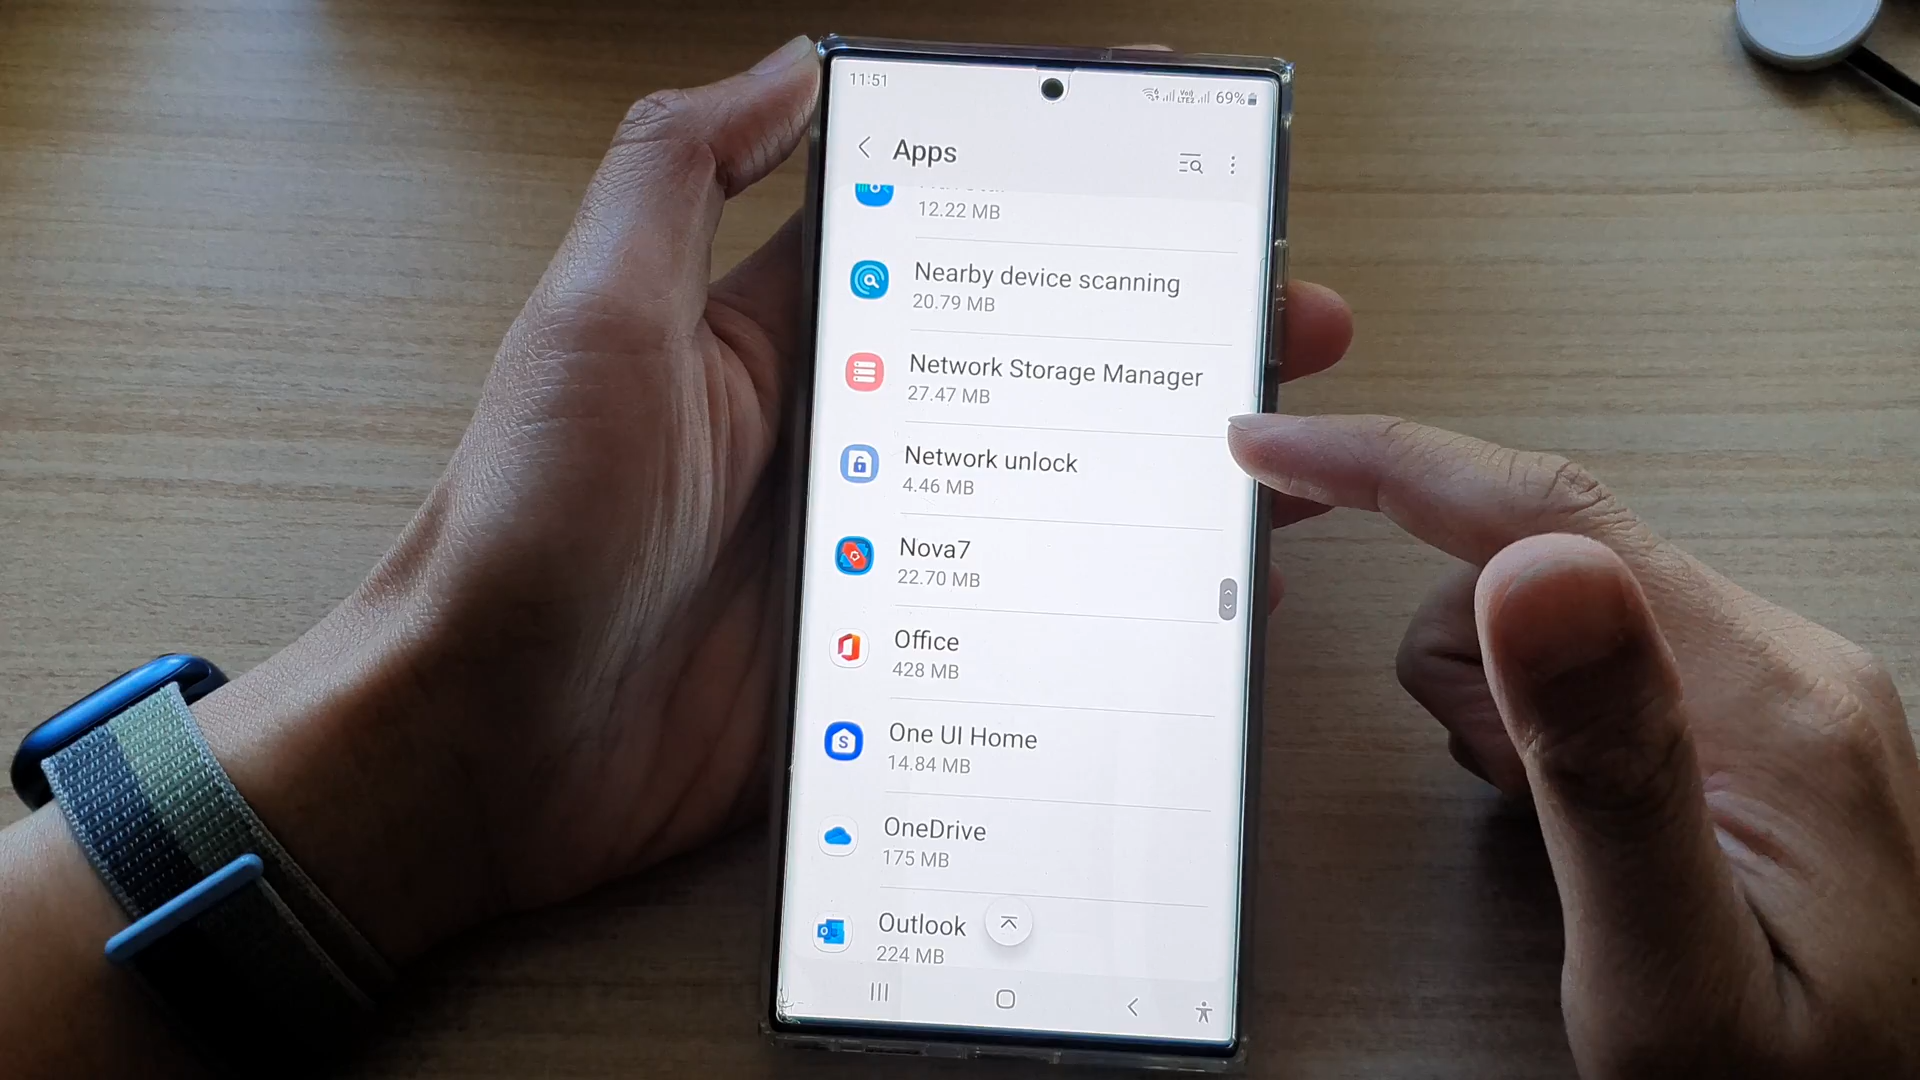 11:51
69%
Apps
12.22 MB
Nearby device scanning
20.79 MB
Network Storage Manager
27.47 MB
Network unlock
4.46 MB
Nova7
22.70 MB
Office
428 MB
One UI Home
14.84 MB
OneDrive
175 MB
Outlook
224 MB